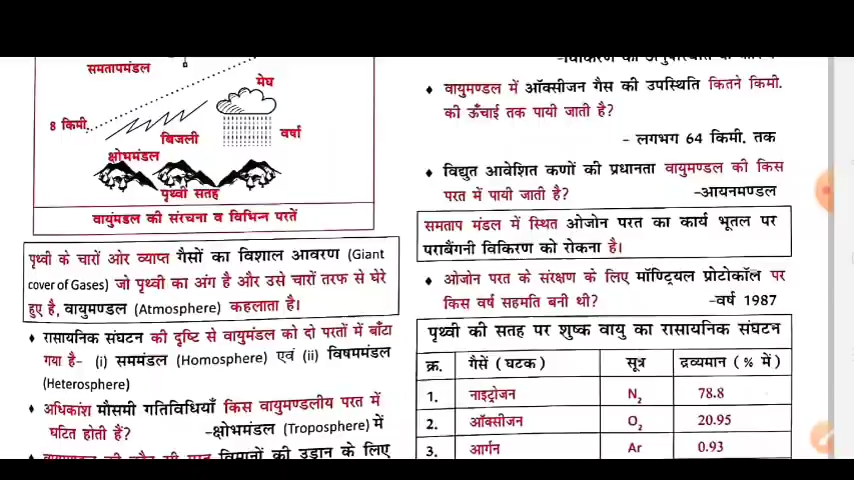 समतापमंडल
मेघ
8 किमी.
बिजली
वर्षा
क्षोभमंडल
पृथ्वी सतह
वायुमंडल की संरचना व विभिन्न परतें
पृथ्वी के चारों ओर व्याप्त गैसों का विशाल आवरण (Giant
cover of Gases) जो पृथ्वी का अंग है और उसे चारों तरफ से घेरे
हुए है, वायुमण्डल (Atmosphere) कहलाता है।
♦ रासायनिक संघटन की दृष्टि से वायुमंडल को दो परतों में बाँटा
गया है- (i) सममंडल (Homosphere) एवं (ii) विषममंडल
(Heterosphere)
♦ अधिकांश मौसमी गतिविधियाँ किस वायुमण्डलीय परत में
घटित होती हैं? -क्षोभमंडल (Troposphere) में
विमानों की उड़ान के लिए
♦ वायुमण्डल में ऑक्सीजन गैस की उपस्थिति कितने किमी.
की ऊँचाई तक पायी जाती है?
- लगभग 64 किमी. तक
♦ विद्युत आवेशित कणों की प्रधानता वायुमण्डल की किस
परत में पायी जाती है? -आयनमण्डल
समताप मंडल में स्थित ओजोन परत का कार्य भूतल पर
पराबैंगनी विकिरण को रोकना है।
♦ ओजोन परत के संरक्षण के लिए मॉण्ट्रियल प्रोटोकॉल पर
किस वर्ष सहमति बनी थी? -वर्ष 1987
पृथ्वी की सतह पर शुष्क वायु का रासायनिक संघटन
क्र. गैसें (घटक) सूत्र द्रव्यमान (% में)
1. नाइट्रोजन N₂ 78.8
2. ऑक्सीजन O₂ 20.95
3. आर्गन Ar 0.93